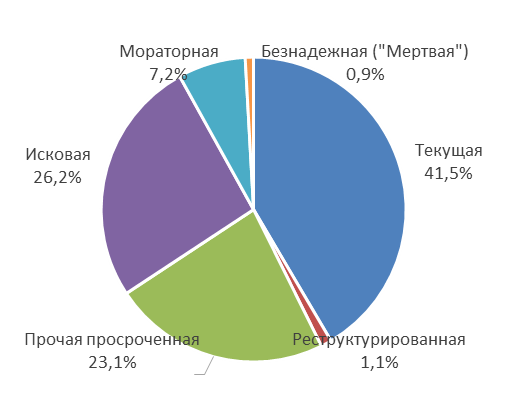 Мораторная
7,2%
Безнадежная ("Мертвая")
0,9%
Исковая
26,2%
Текущая
41,5%
Прочая просроченная
23,1%
Реструктурированная
1,1%